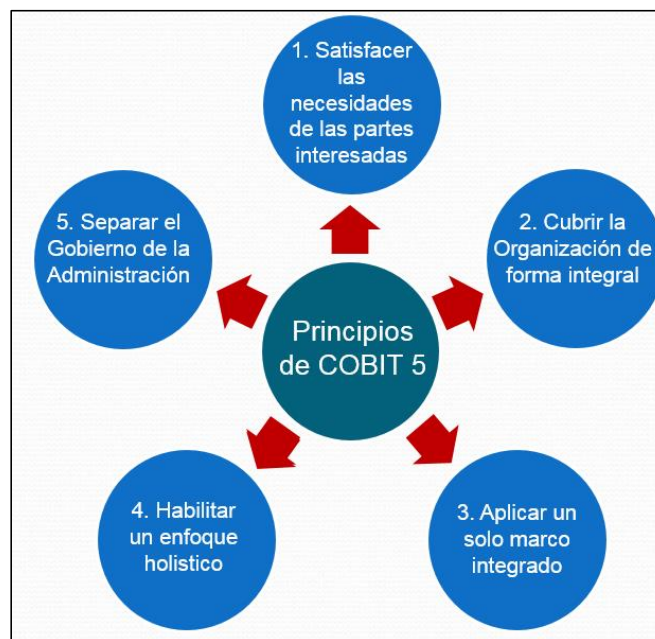 1. Satisfacer
las
necesidades
de las partes
interesadas
5. Separar el
Gobierno de la
Administración
2. Cubrir la
Organización de
forma integral
Principios
de COBIT 5
4. Habilitar
un enfoque
holistico
3. Aplicar un
solo marco
integrado